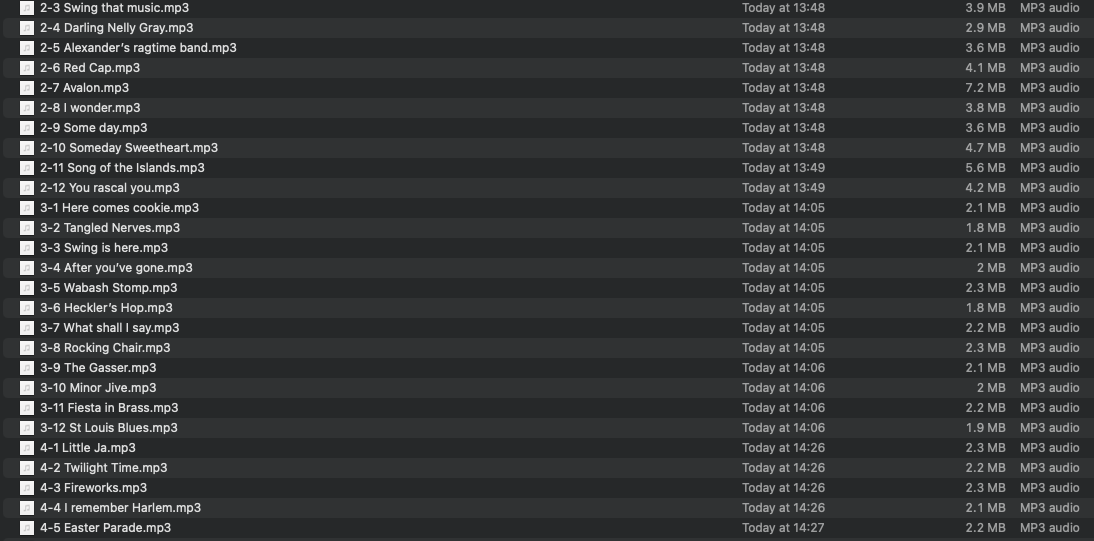 2-3 Swing that music.mp3 Today at 13:48 3.9 MB MP3 audio
2-4 Darling Nelly Gray.mp3 Today at 13:48 2.9 MB MP3 audio
2-5 Alexander’s ragtime band.mp3 Today at 13:48 3.6 MB MP3 audio
2-6 Red Cap.mp3 Today at 13:48 4.1 MB MP3 audio
2-7 Avalon.mp3 Today at 13:48 7.2 MB MP3 audio
2-8 I wonder.mp3 Today at 13:48 3.8 MB MP3 audio
2-9 Some day.mp3 Today at 13:48 3.6 MB MP3 audio
2-10 Someday Sweetheart.mp3 Today at 13:48 4.7 MB MP3 audio
2-11 Song of the Islands.mp3 Today at 13:49 5.6 MB MP3 audio
2-12 You rascal you.mp3 Today at 13:49 4.2 MB MP3 audio
3-1 Here comes cookie.mp3 Today at 14:05 2.1 MB MP3 audio
3-2 Tangled Nerves.mp3 Today at 14:05 1.8 MB MP3 audio
3-3 Swing is here.mp3 Today at 14:05 2.1 MB MP3 audio
3-4 After you’ve gone.mp3 Today at 14:05 2 MB MP3 audio
3-5 Wabash Stomp.mp3 Today at 14:05 2.3 MB MP3 audio
3-6 Heckler’s Hop.mp3 Today at 14:05 1.8 MB MP3 audio
3-7 What shall I say.mp3 Today at 14:05 2.2 MB MP3 audio
3-8 Rocking Chair.mp3 Today at 14:05 2.3 MB MP3 audio
3-9 The Gasser.mp3 Today at 14:06 2.1 MB MP3 audio
3-10 Minor Jive.mp3 Today at 14:06 2 MB MP3 audio
3-11 Fiesta in Brass.mp3 Today at 14:06 2.2 MB MP3 audio
3-12 St Louis Blues.mp3 Today at 14:06 1.9 MB MP3 audio
4-1 Little Ja.mp3 Today at 14:26 2.3 MB MP3 audio
4-2 Twilight Time.mp3 Today at 14:26 2.2 MB MP3 audio
4-3 Fireworks.mp3 Today at 14:26 2.3 MB MP3 audio
4-4 I remember Harlem.mp3 Today at 14:26 2.1 MB MP3 audio
4-5 Easter Parade.mp3 Today at 14:27 2.2 MB MP3 audio